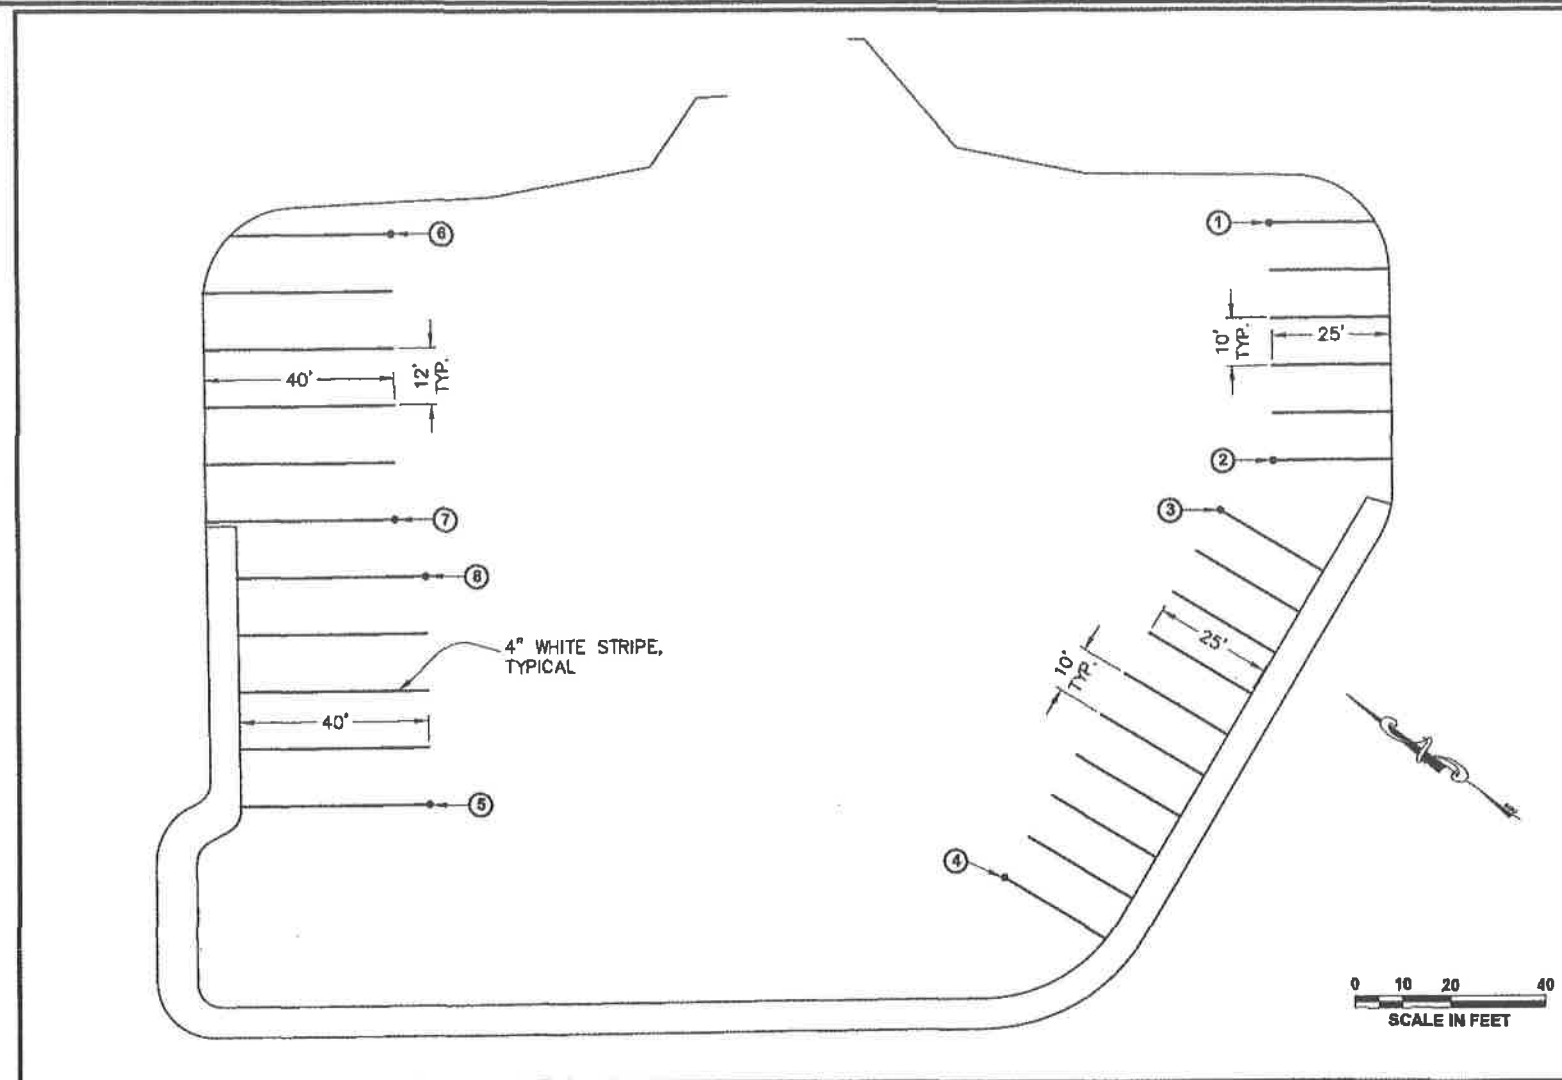 6
1
10'
TYP.
25'
12'
TYP.
40'
2
3
7
8
4" WHITE STRIPE,
TYPICAL
25'
10'
TYP.
40'
5
4
0 10 20 40
SCALE IN FEET